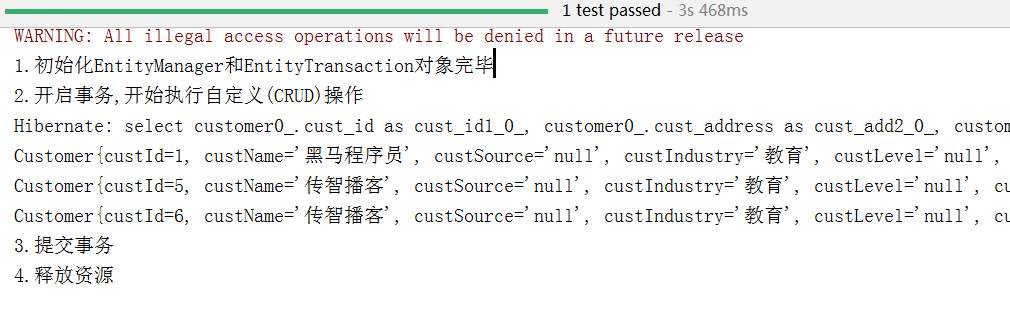 1 test passed - 3s 468ms
WARNING: All illegal access operations will be denied in a future release
1.初始化EntityManager和EntityTransaction对象完毕
2.开启事务,开始执行自定义(CRUD)操作
Hibernate: select customer0_.cust_id as cust_id1_0_, customer0_.cust_address as cust_add2_0_, custom
Customer{custId=1, custName='黑马程序员', custSource='null', custIndustry='教育', custLevel='null',
Customer{custId=5, custName='传智播客', custSource='null', custIndustry='教育', custLevel='null', cu
Customer{custId=6, custName='传智播客', custSource='null', custIndustry='教育', custLevel='null', cu
3.提交事务
4.释放资源